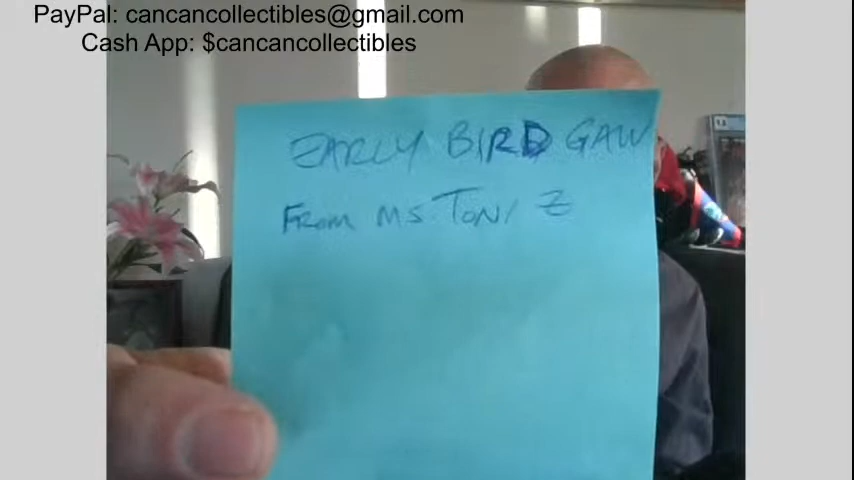 PayPal: cancancollectibles@gmail.com
Cash App: $cancancollectibles
EARLY BIRD GAW
FROM MS. TONI Z